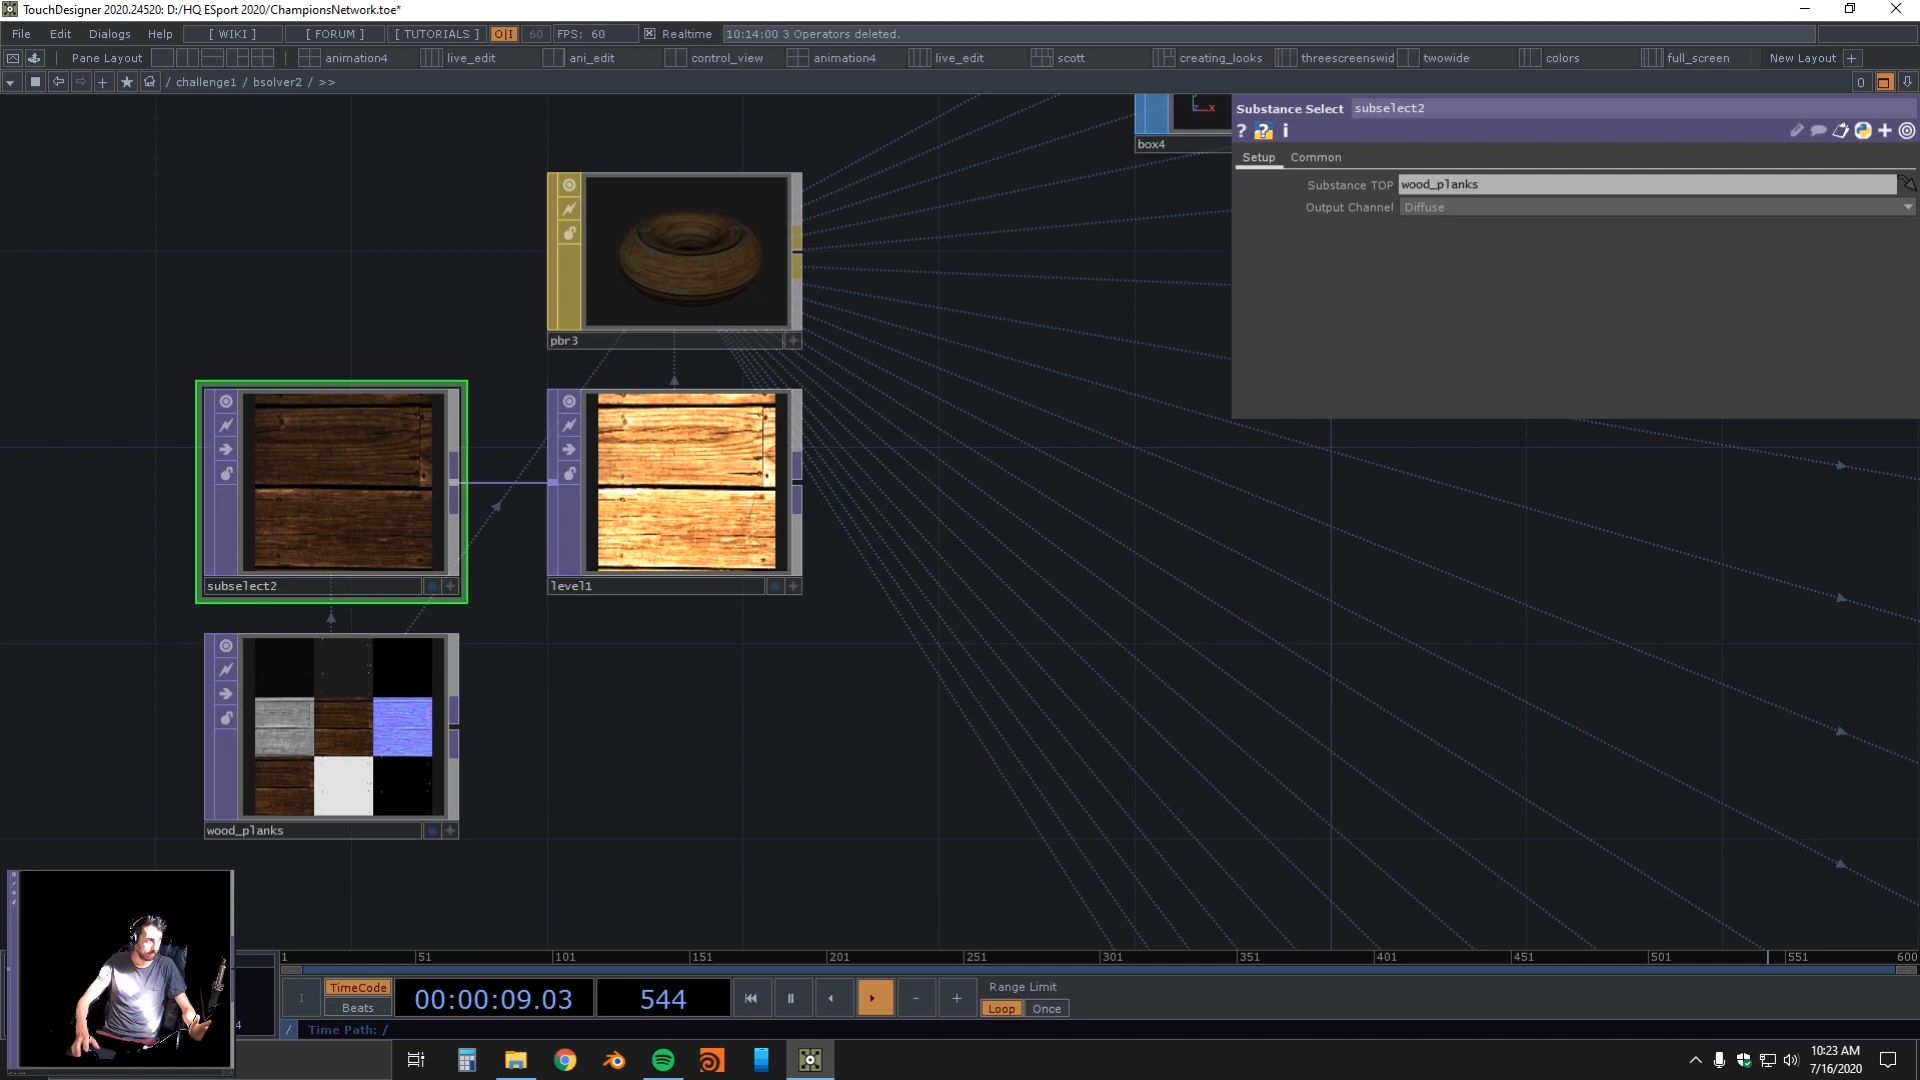 TouchDesigner 2020.24520: D:/HQ ESport 2020/ChampionsNetwork.toe*
File Edit Dialogs Help [ WIKI ] [ FORUM ] [ TUTORIALS ] O|I 60 FPS: 60 Realtime 10:14:00 3 Operators deleted.
Pane Layout animation4 live_edit ani_edit control_view animation4 live_edit scott creating_looks threescreenswid twowide colors full_screen New Layout +
/ challenge1 / bsolver2 / >> 0
box4
Substance Select subselect2
? ? i
Setup Common
Substance TOP wood_planks
Output Channel Diffuse
pbr3
subselect2
level1
wood_planks
1 51 101 151 201 251 301 351 401 451 501 551 600
I TimeCode Beats 00:00:09.03 544 - + Range Limit
Loop Once
/ Time Path: /
4
10:23 AM
7/16/2020